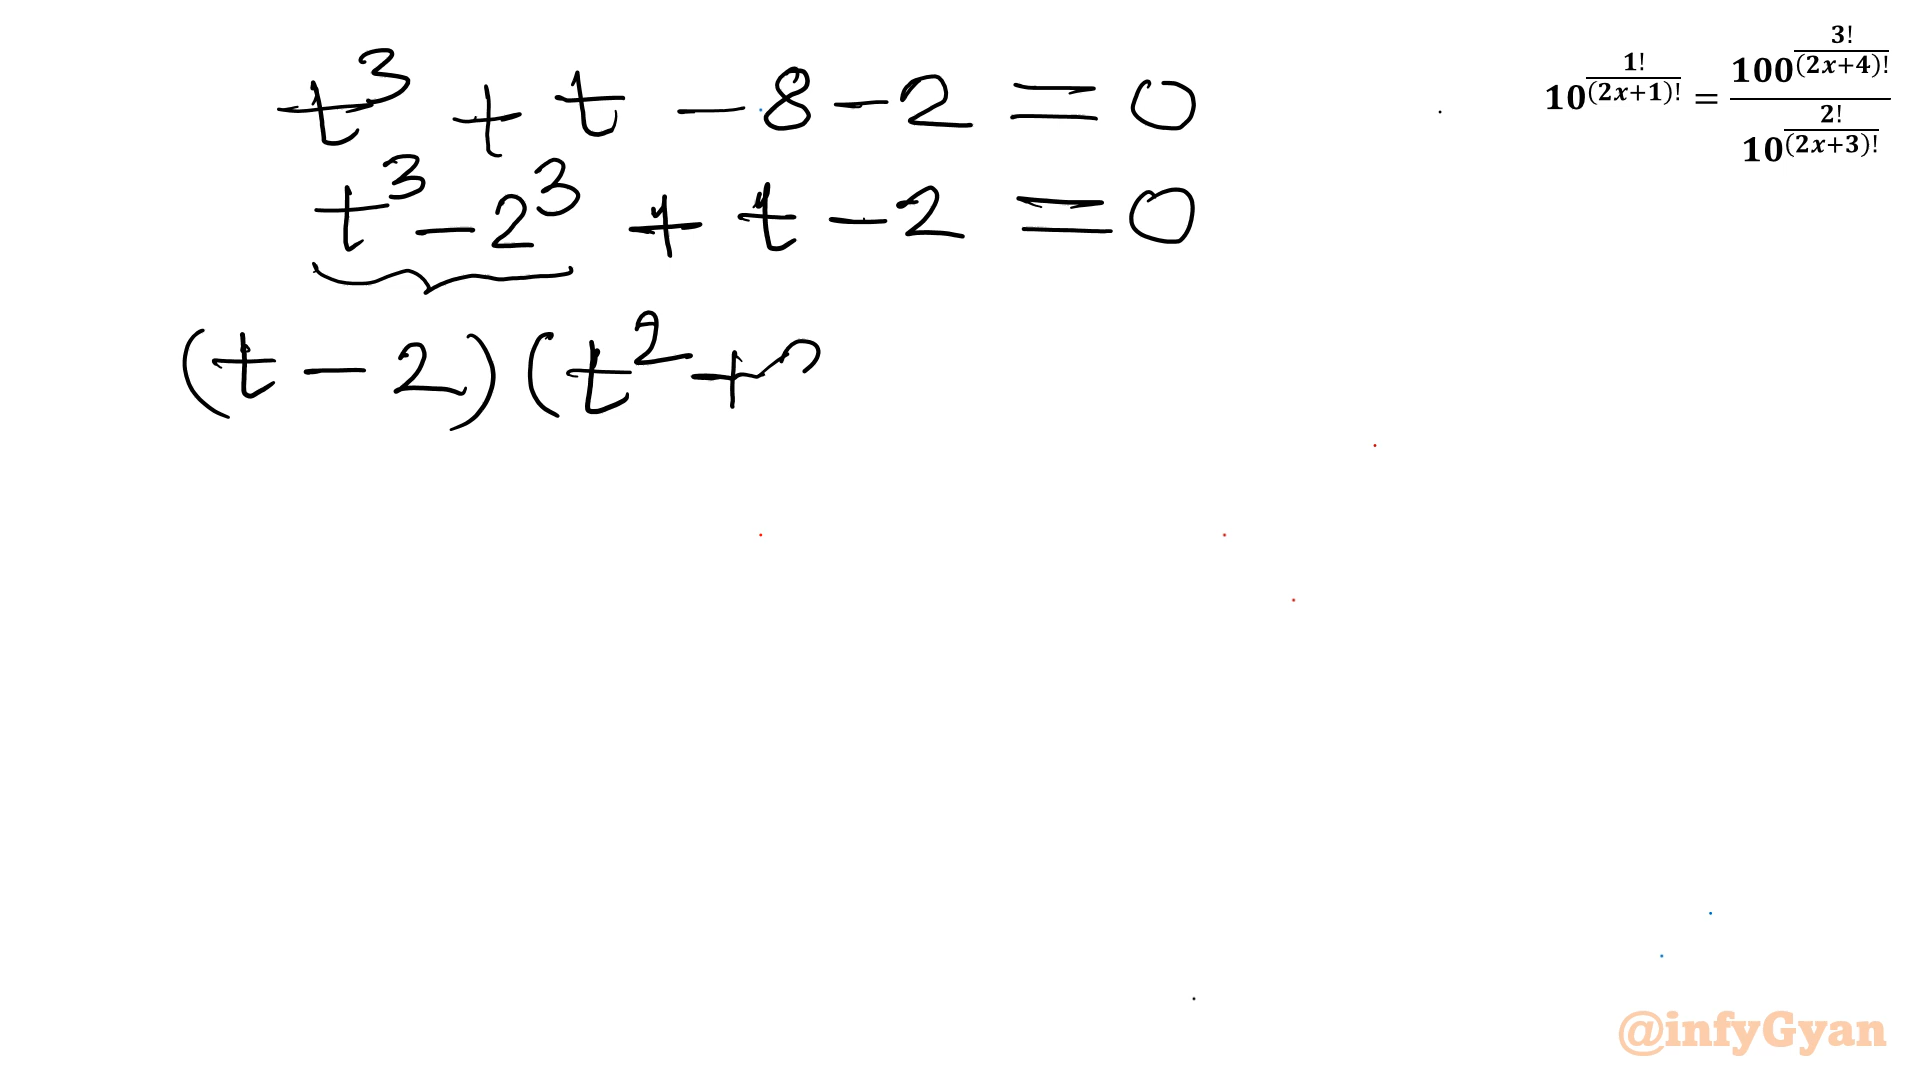 t³ + t - 8 - 2 = 0
t³ - 2³ + t - 2 = 0
(t - 2)(t² + 2
10^(1!/(2x+1)!) = 100^(3!/(2x+4)!) / 10^(2!/(2x+3)!)
@infyGyan